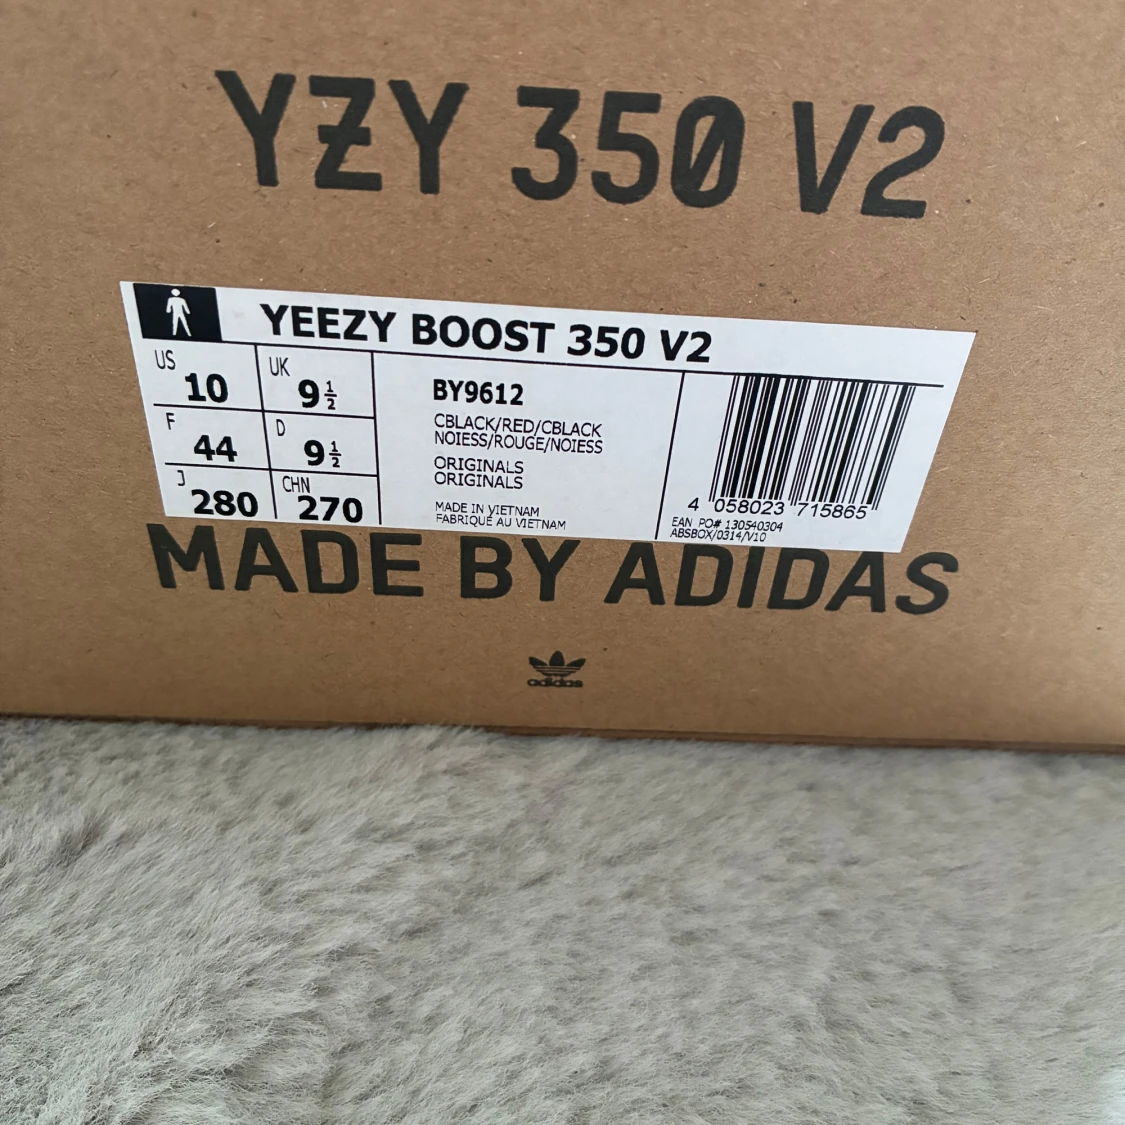 YZY 350 V2
YEEZY BOOST 350 V2
US 10 UK 9 1/2
F 44 D 9 1/2
J 280 CHN 270
BY9612
CBLACK/RED/CBLACK
NOIESS/ROUGE/NOIESS
ORIGINALS
ORIGINALS
MADE IN VIETNAM
FABRIQUÉ AU VIETNAM
4 058023 715865
EAN PO# 130540304
ABSBOX/0314/V10
MADE BY ADIDAS
adidas